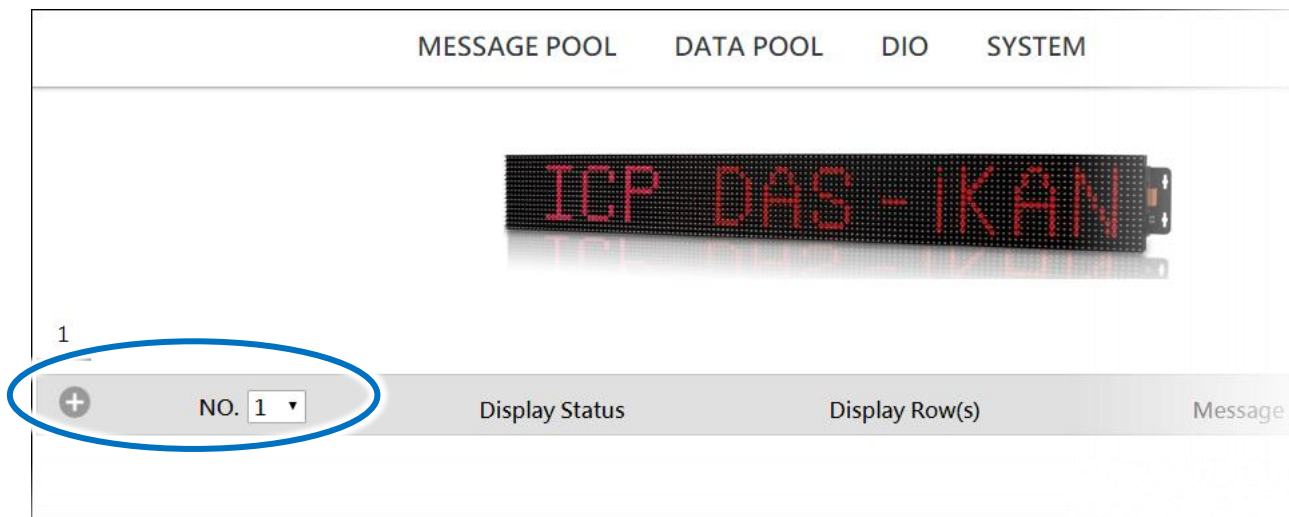 MESSAGE POOL DATA POOL DIO SYSTEM
ICP DAS-iKAN
1
NO. 1 Display Status Display Row(s) Message